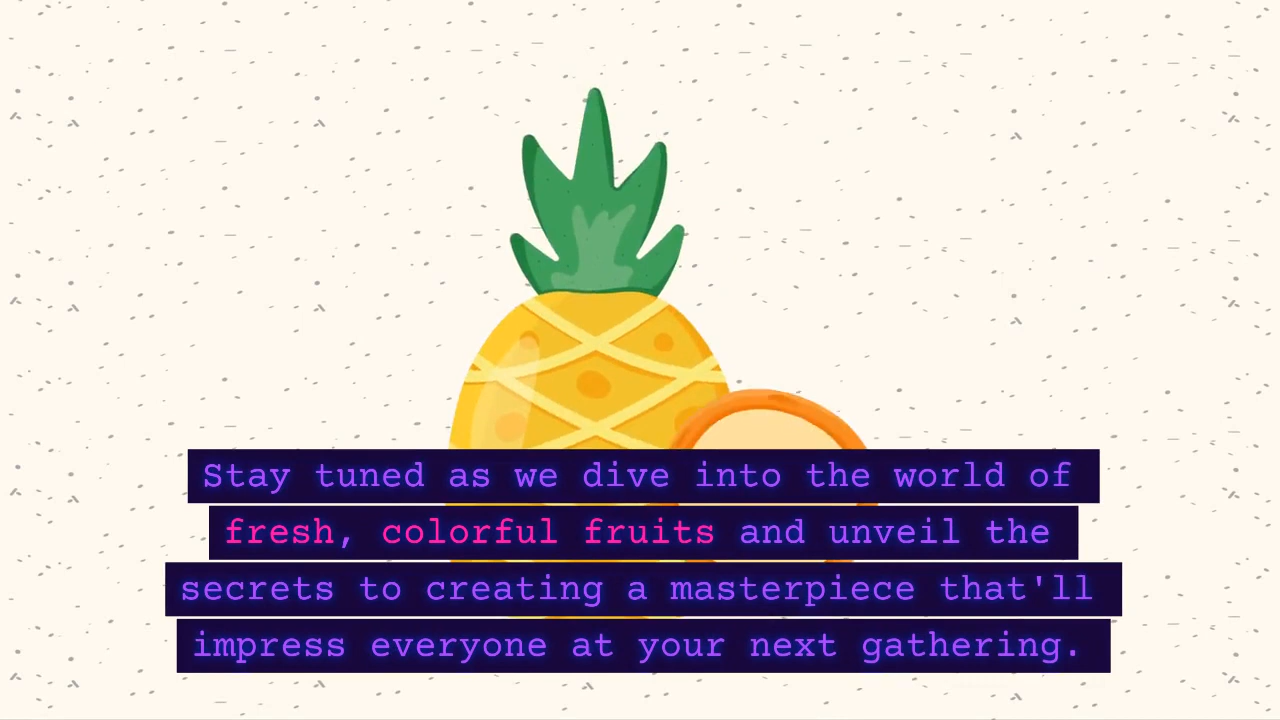 Stay tuned as we dive into the world of
fresh, colorful fruits and unveil the
secrets to creating a masterpiece that'll
impress everyone at your next gathering.